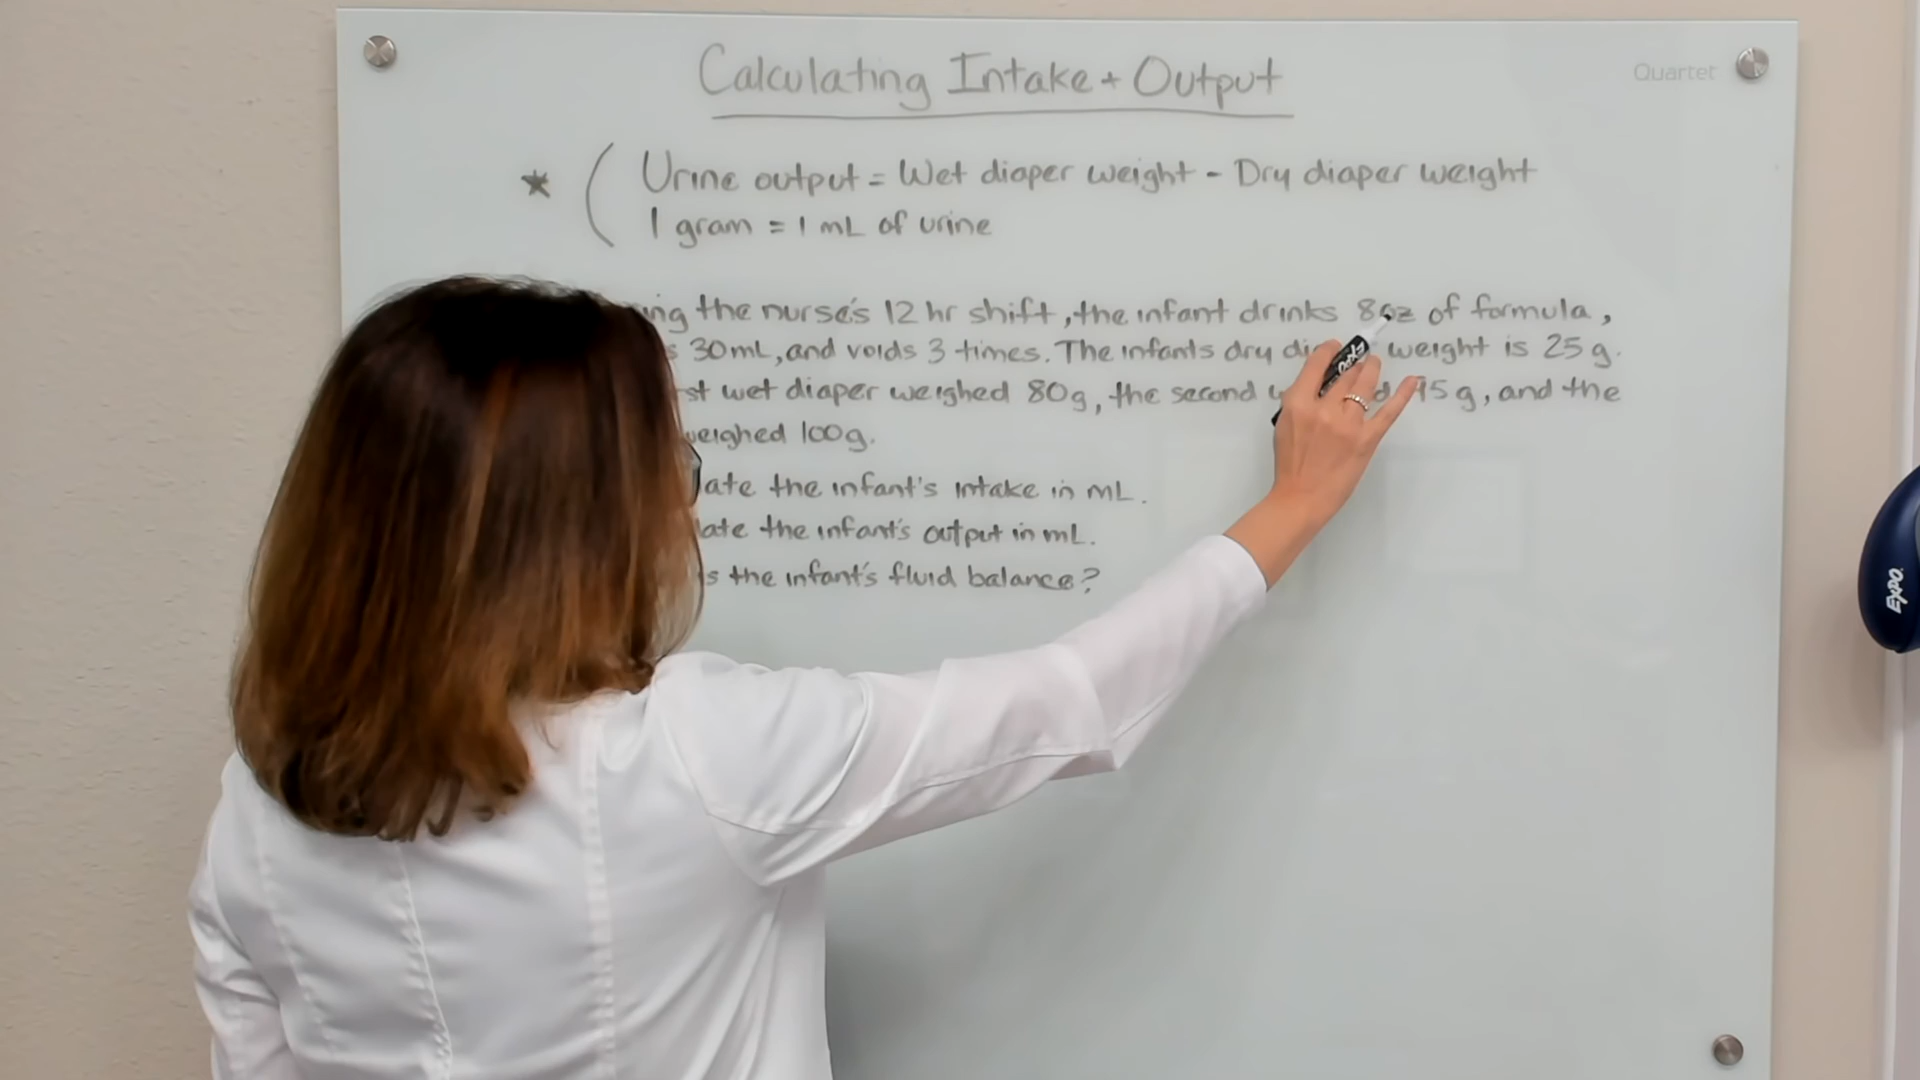 Calculating Intake + Output
Quartet
★ ( Urine output = Wet diaper weight - Dry diaper weight
1 gram = 1 mL of urine
the nurse's 12 hr shift, the infant drinks 8oz of formula,
30mL, and voids 3 times. The infants dry weight is 25 g.
wet diaper weighed 80g, the second and the
weighed 100g.
the infant's intake in mL.
the infant's output in mL.
the infant's fluid balance?
EXPO
EXPO